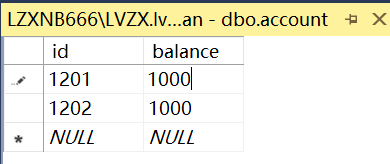 LZXNB666\LVZX.lv...an - dbo.account
id balance
1201 1000
1202 1000
NULL NULL